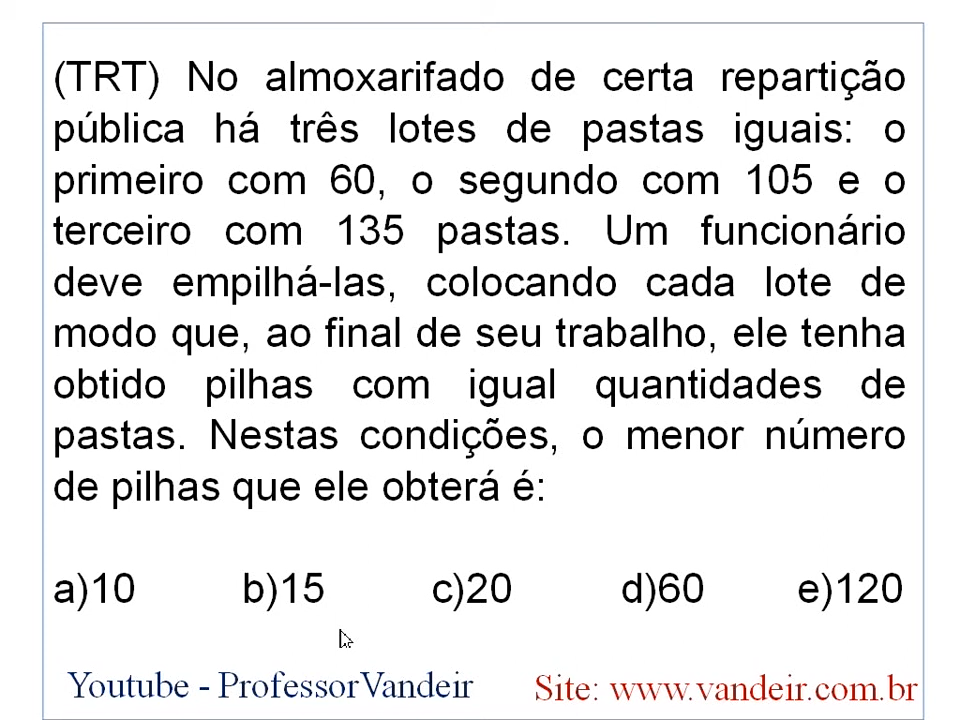 (TRT) No almoxarifado de certa repartição
pública há três lotes de pastas iguais: o
primeiro com 60, o segundo com 105 e o
terceiro com 135 pastas. Um funcionário
deve empilhá-las, colocando cada lote de
modo que, ao final de seu trabalho, ele tenha
obtido pilhas com igual quantidades de
pastas. Nestas condições, o menor número
de pilhas que ele obterá é:
a)10 b)15 c)20 d)60 e)120
Youtube - ProfessorVandeir Site: www.vandeir.com.br